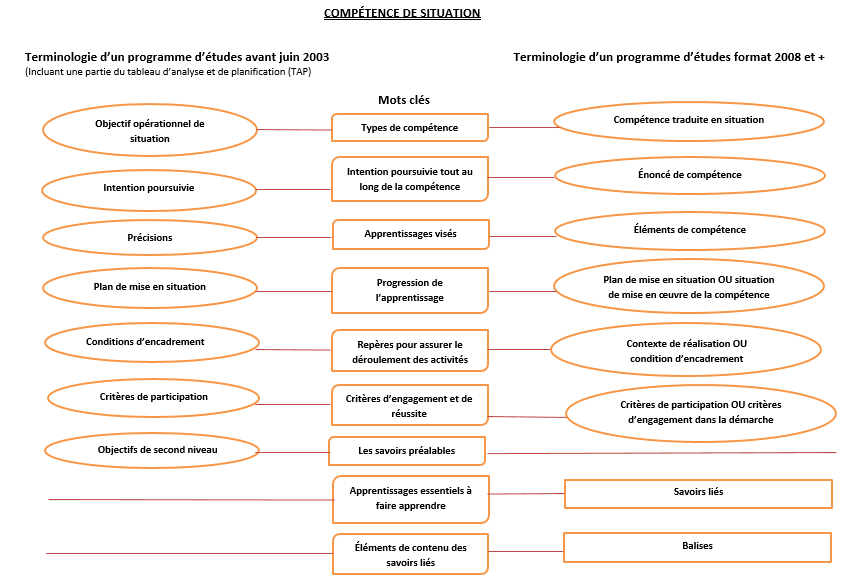 COMPÉTENCE DE SITUATION
Terminologie d'un programme d'études avant juin 2003
(Incluant une partie du tableau d'analyse et de planification (TAP)
Terminologie d'un programme d'études format 2008 et +
Mots clés
Objectif opérationnel de
situation
Types de compétence
Compétence traduite en situation
Intention poursuivie
Intention poursuivie tout au
long de la compétence
Énoncé de compétence
Précisions
Apprentissages visés
Éléments de compétence
Plan de mise en situation
Progression de
l'apprentissage
Plan de mise en situation OU situation
de mise en œuvre de la compétence
Conditions d'encadrement
Repères pour assurer le
déroulement des activités
Contexte de réalisation OU
condition d'encadrement
Critères de participation
Critères d'engagement et de
réussite
Critères de participation OU critères
d'engagement dans la démarche
Objectifs de second niveau
Les savoirs préalables
Apprentissages essentiels à
faire apprendre
Savoirs liés
Éléments de contenu des
savoirs liés
Balises